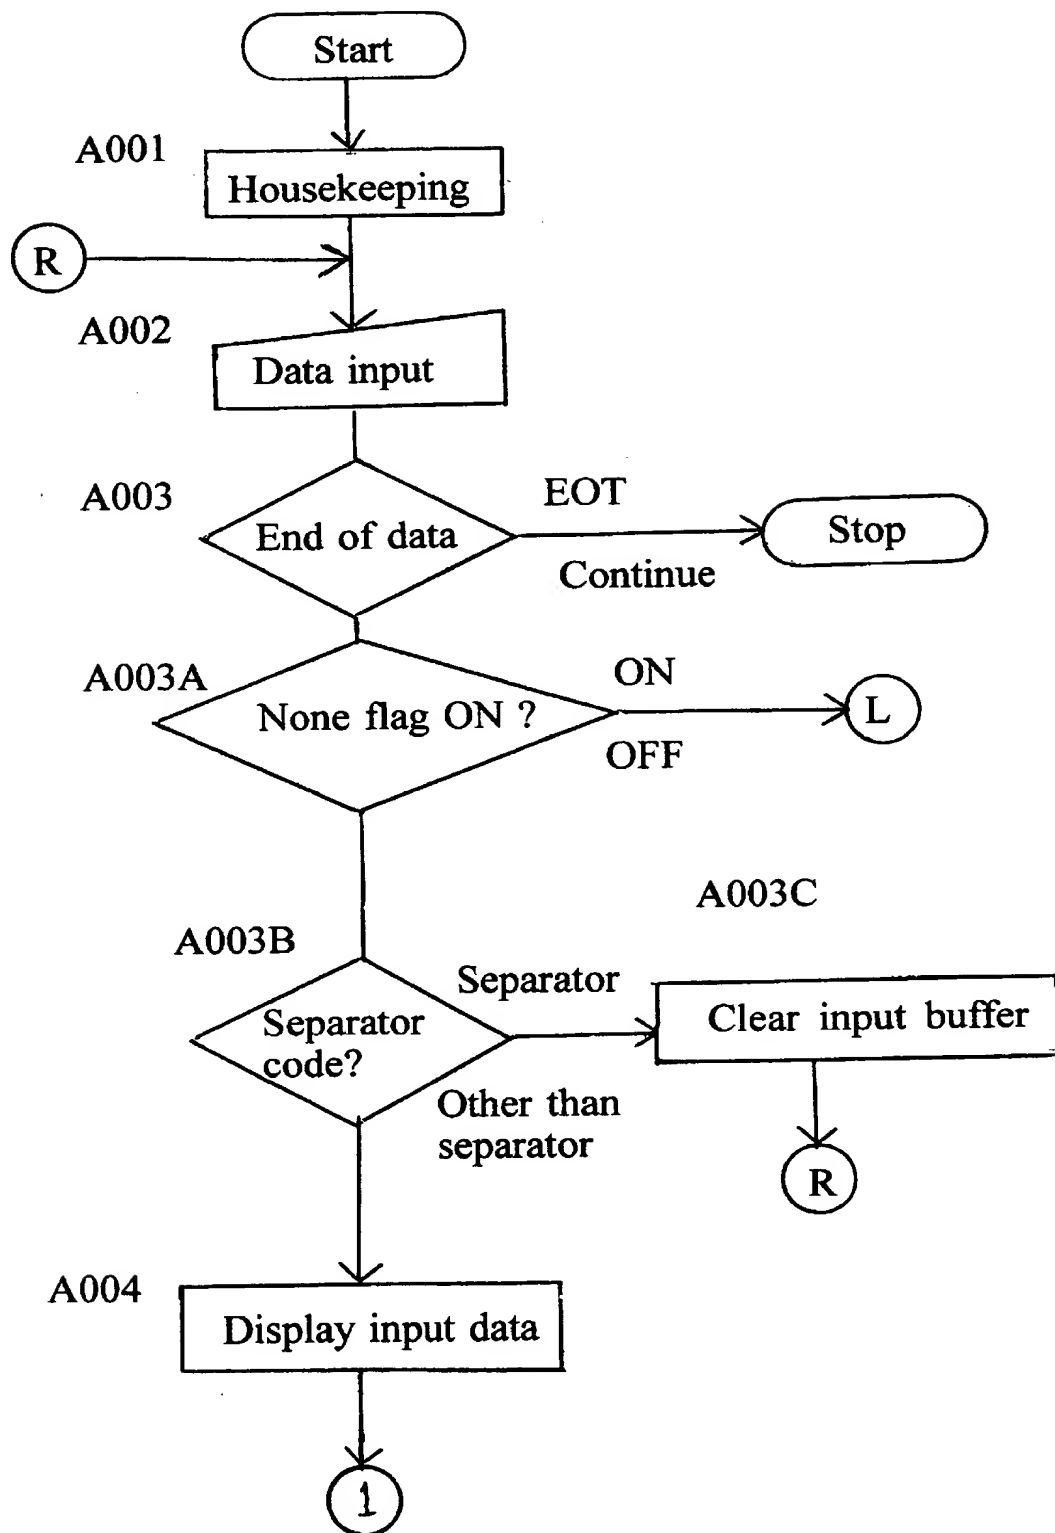 Start
A001
Housekeeping
R
A002
Data input
A003
EOT
End of data
Stop
Continue
A003A
ON
None flag ON ?
L
OFF
A003C
A003B
Separator
Clear input buffer
Separator
code?
Other than
separator
R
A004
Display input data
1